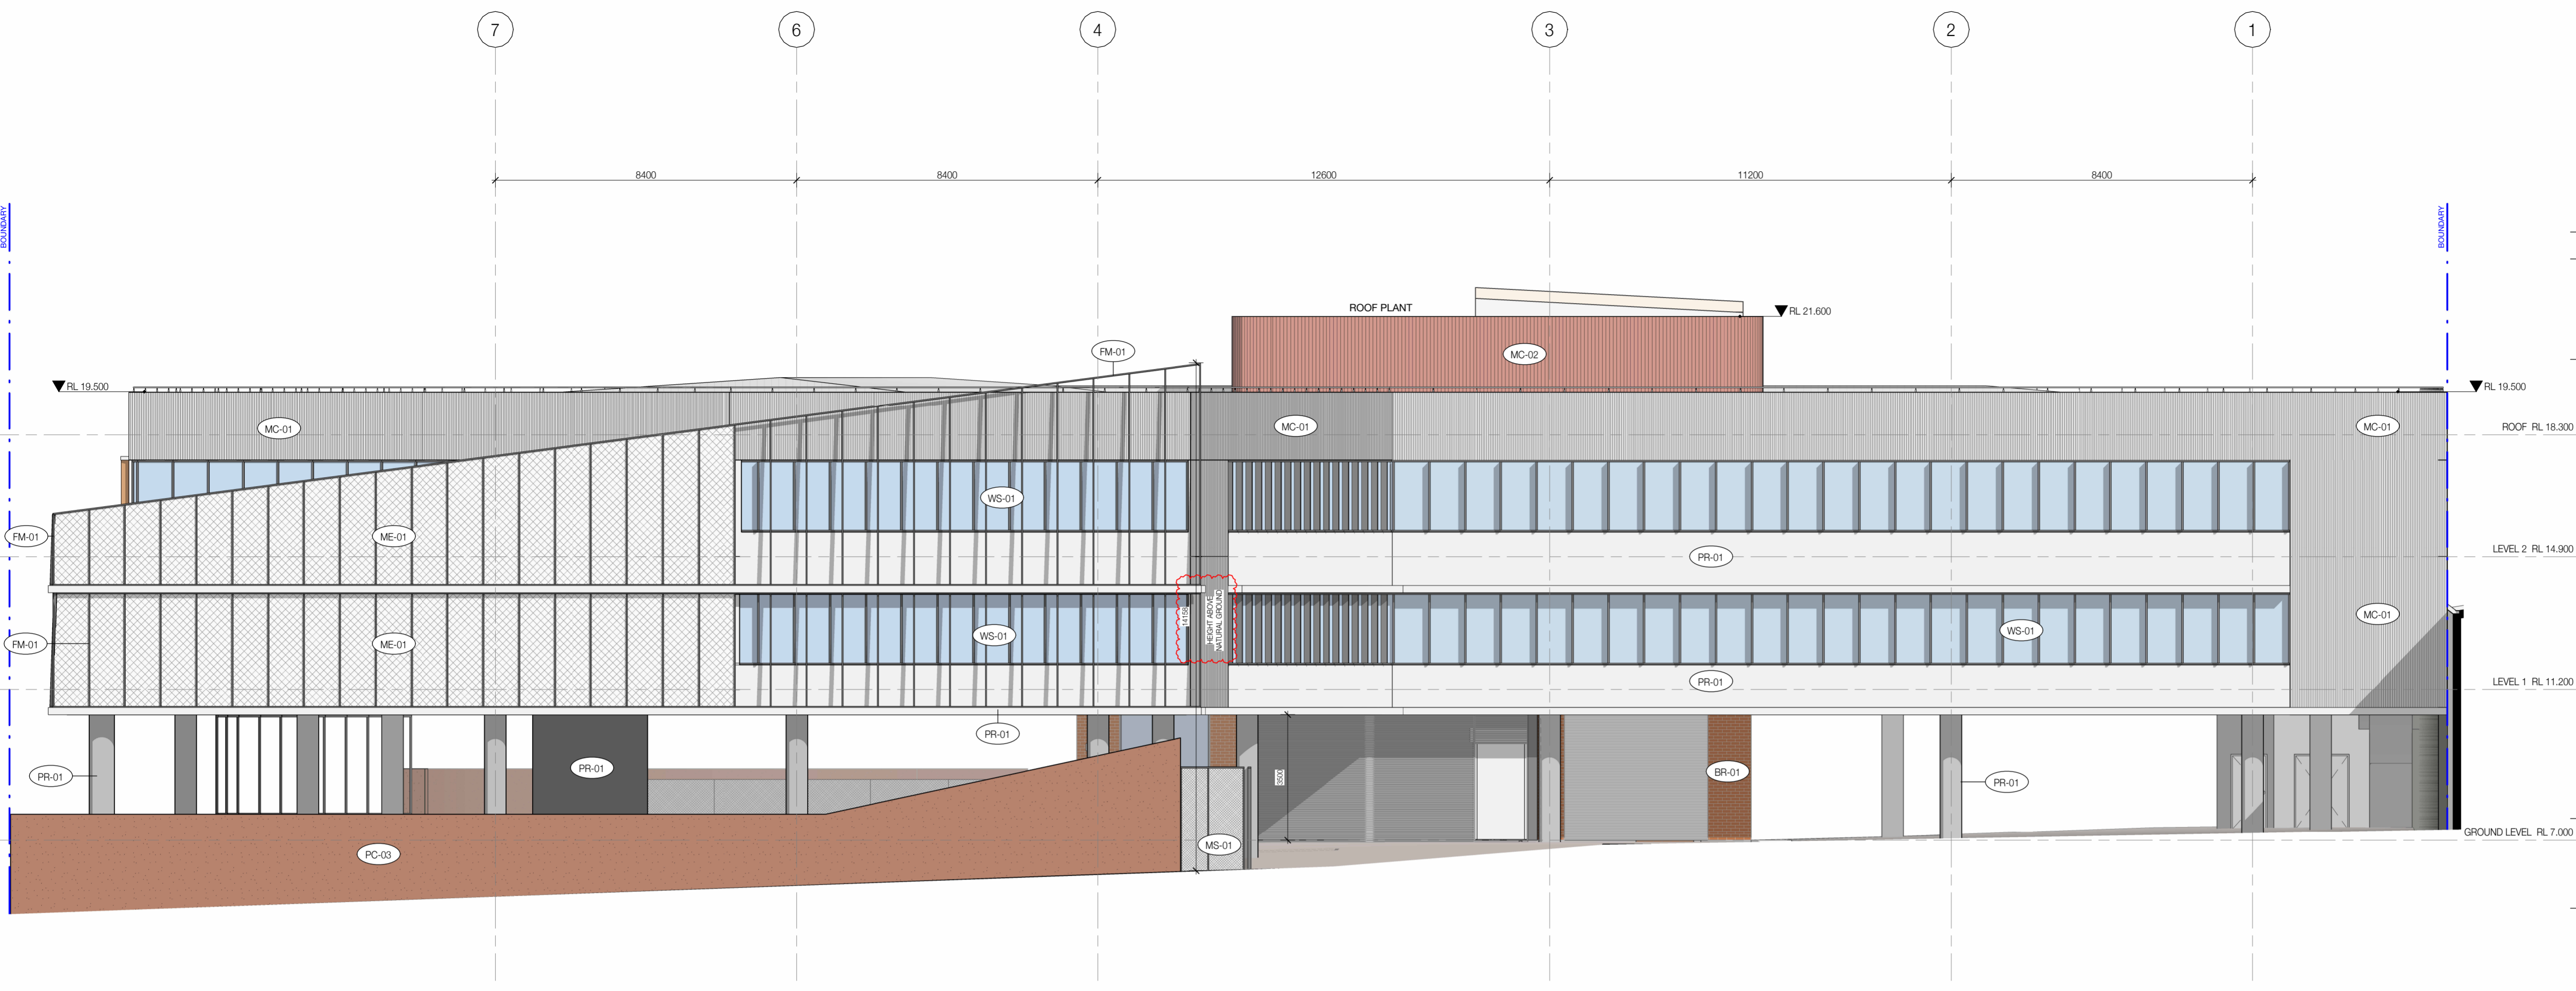 7
6
4
3
2
1
8400
8400
12600
11200
8400
BOUNDARY
BOUNDARY
ROOF PLANT
RL 21.600
MC-02
FM-01
RL 19.500
RL 19.500
MC-01
MC-01
MC-01
ROOF RL 18.300
WS-01
FM-01
ME-01
PR-01
LEVEL 2 RL 14.900
14158
HEIGHT ABOVE
NATURAL GROUND
FM-01
ME-01
WS-01
WS-01
MC-01
PR-01
LEVEL 1 RL 11.200
PR-01
PR-01
PR-01
3500
BR-01
PR-01
GROUND LEVEL RL 7.000
PC-03
MS-01